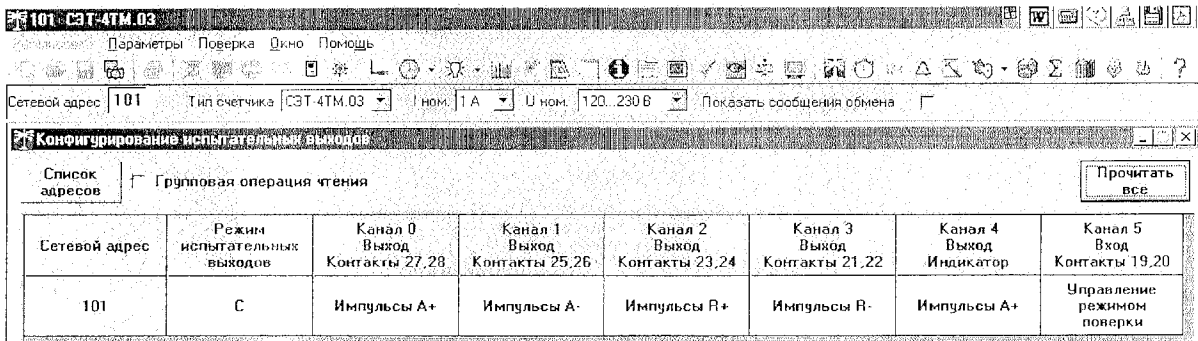 101 СЭТ-4ТМ.03
Параметры Поверка Окно Помощь
Сетевой адрес 101 Тип счетчика СЭТ-4ТМ.03 I ном. 1 А U ном. 120...230 В Показать сообщения обмена
Конфигурирование испытательных выходов
Список
адресов
Групповая операция чтения
Прочитать
все
Сетевой адрес
Режим
испытательных
выходов
Канал 0
Выход
Контакты 27,28
Канал 1
Выход
Контакты 25,26
Канал 2
Выход
Контакты 23,24
Канал 3
Выход
Контакты 21,22
Канал 4
Выход
Индикатор
Канал 5
Вход
Контакты 19,20
101
С
Импульсы А+
Импульсы А-
Импульсы R+
Импульсы R-
Импульсы А+
Управление
режимом
поверки